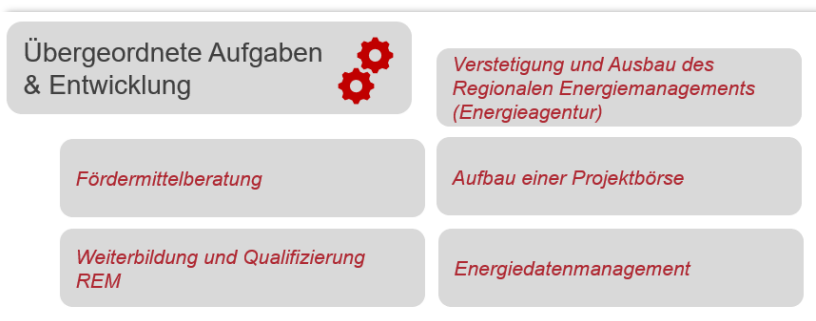 Übergeordnete Aufgaben
& Entwicklung
Verstetigung und Ausbau des
Regionalen Energiemanagements
(Energieagentur)
Fördermittelberatung
Aufbau einer Projektbörse
Weiterbildung und Qualifizierung
REM
Energiedatenmanagement